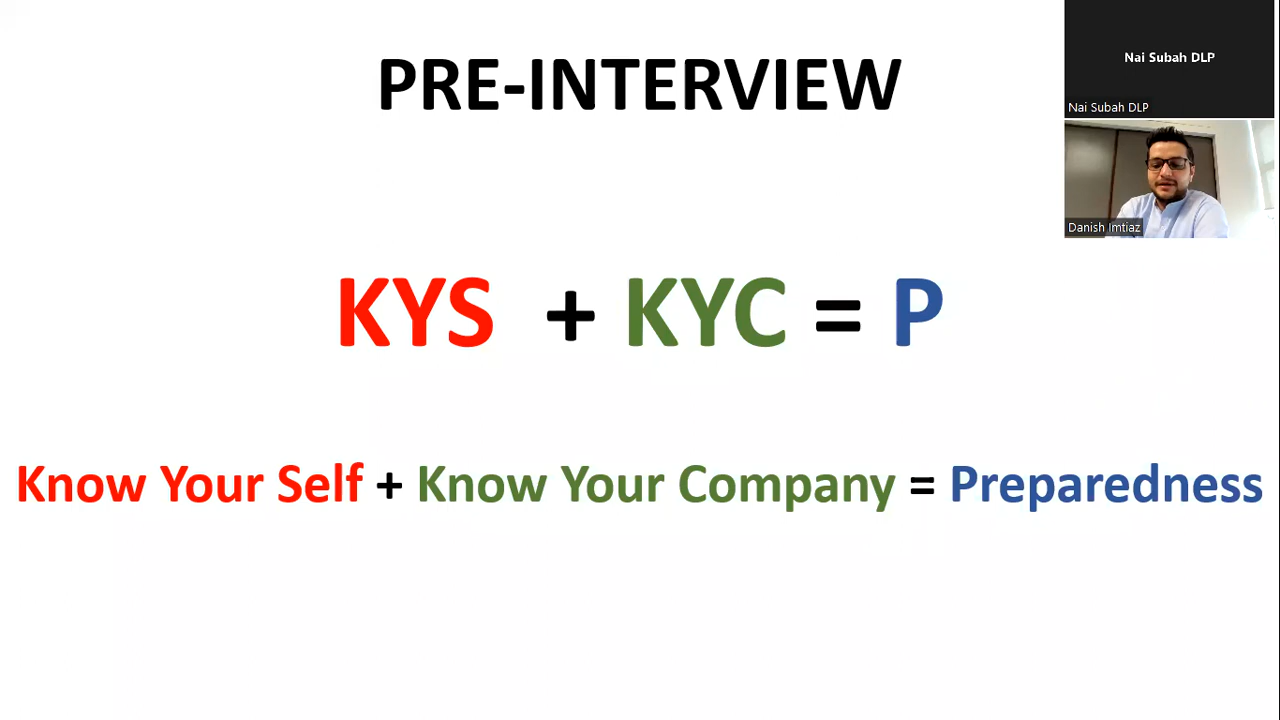 PRE-INTERVIEW
Nai Subah DLP
Nai Subah DLP
Danish Imtiaz
KYS + KYC = P
Know Your Self + Know Your Company = Preparedness